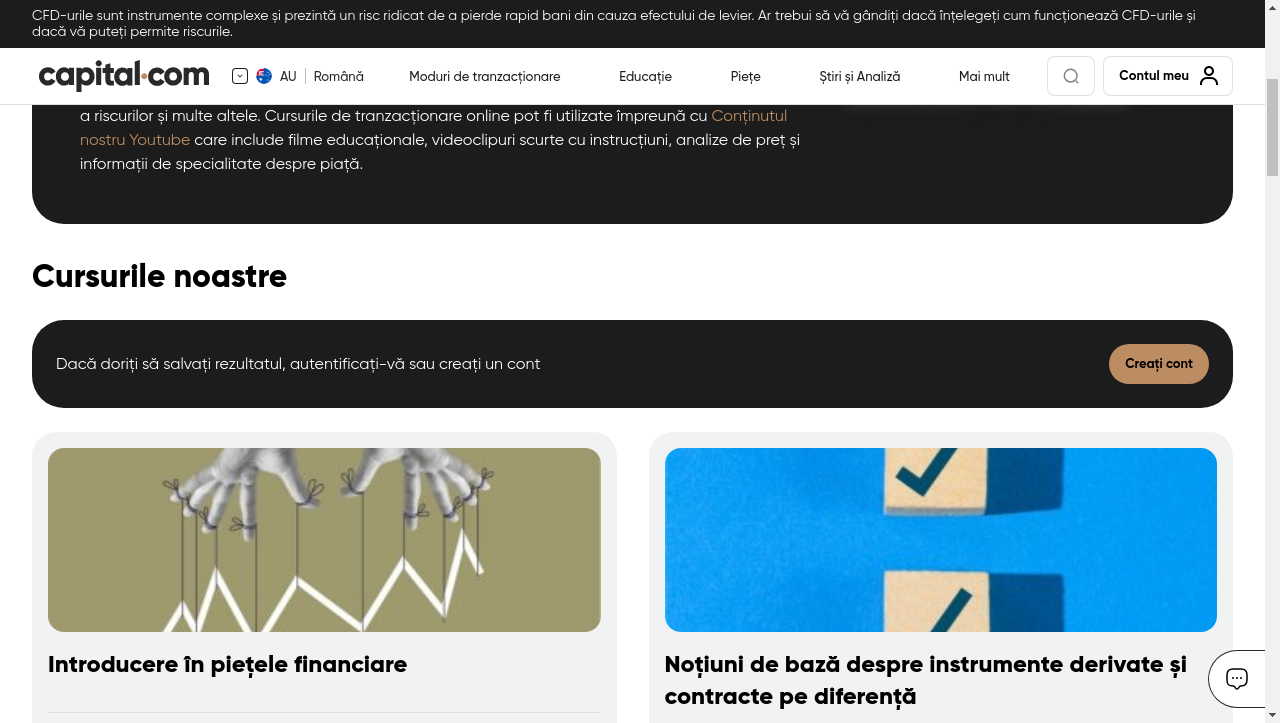 CFD-urile sunt instrumente complexe și prezintă un risc ridicat de a pierde rapid bani din cauza efectului de levier. Ar trebui să vă gândiți dacă înțelegeți cum funcționează CFD-urile și
dacă vă puteți permite riscurile.
capital.com
AU
Română
Moduri de tranzacționare
Educație
Piețe
Știri și Analiză
Mai mult
Contul meu
a riscurilor și multe altele. Cursurile de tranzacționare online pot fi utilizate împreună cu Conținutul
nostru Youtube care include filme educaționale, videoclipuri scurte cu instrucțiuni, analize de preț și
informații de specialitate despre piață.
Cursurile noastre
Dacă doriți să salvați rezultatul, autentificați-vă sau creați un cont
Creați cont
Introducere în piețele financiare
Noțiuni de bază despre instrumente derivate și
contracte pe diferență